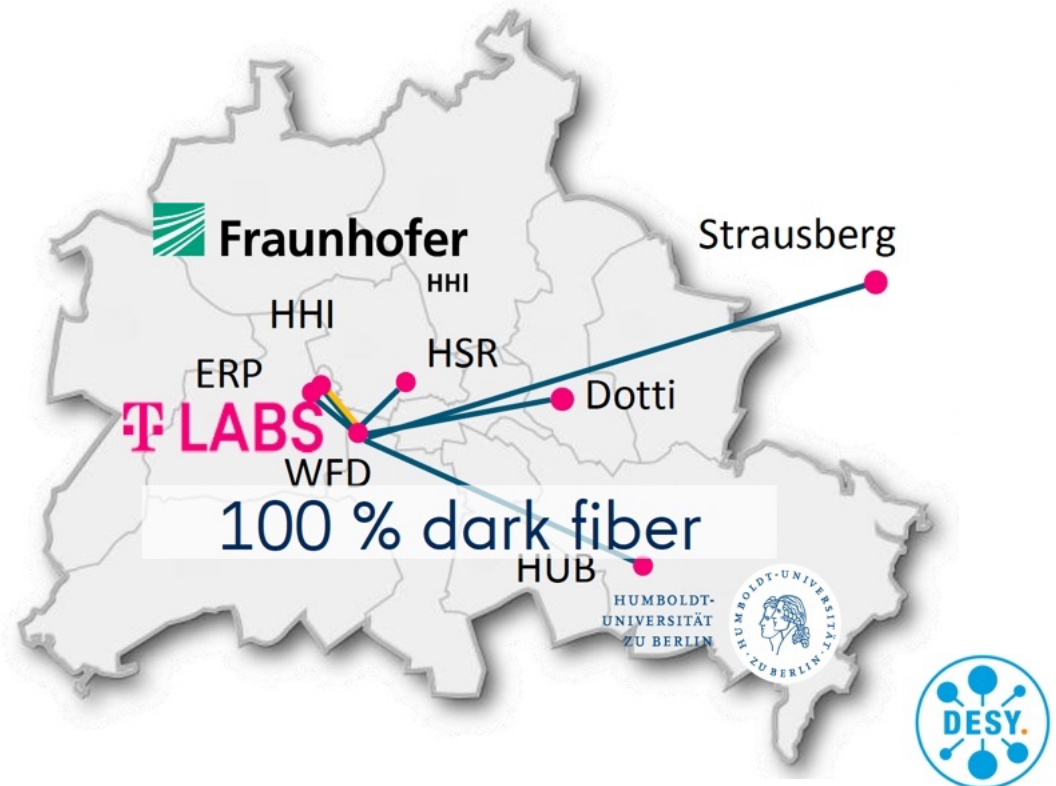 Fraunhofer
HHI
Strausberg
HHI
HSR
ERP
Dotti
T LABS
WFD
100 % dark fiber
HUB
HUMBOLDT-
UNIVERSITÄT
ZU BERLIN
HUMBOLDT-UNIVERSITÄT · ZU BERLIN ·
DESY.